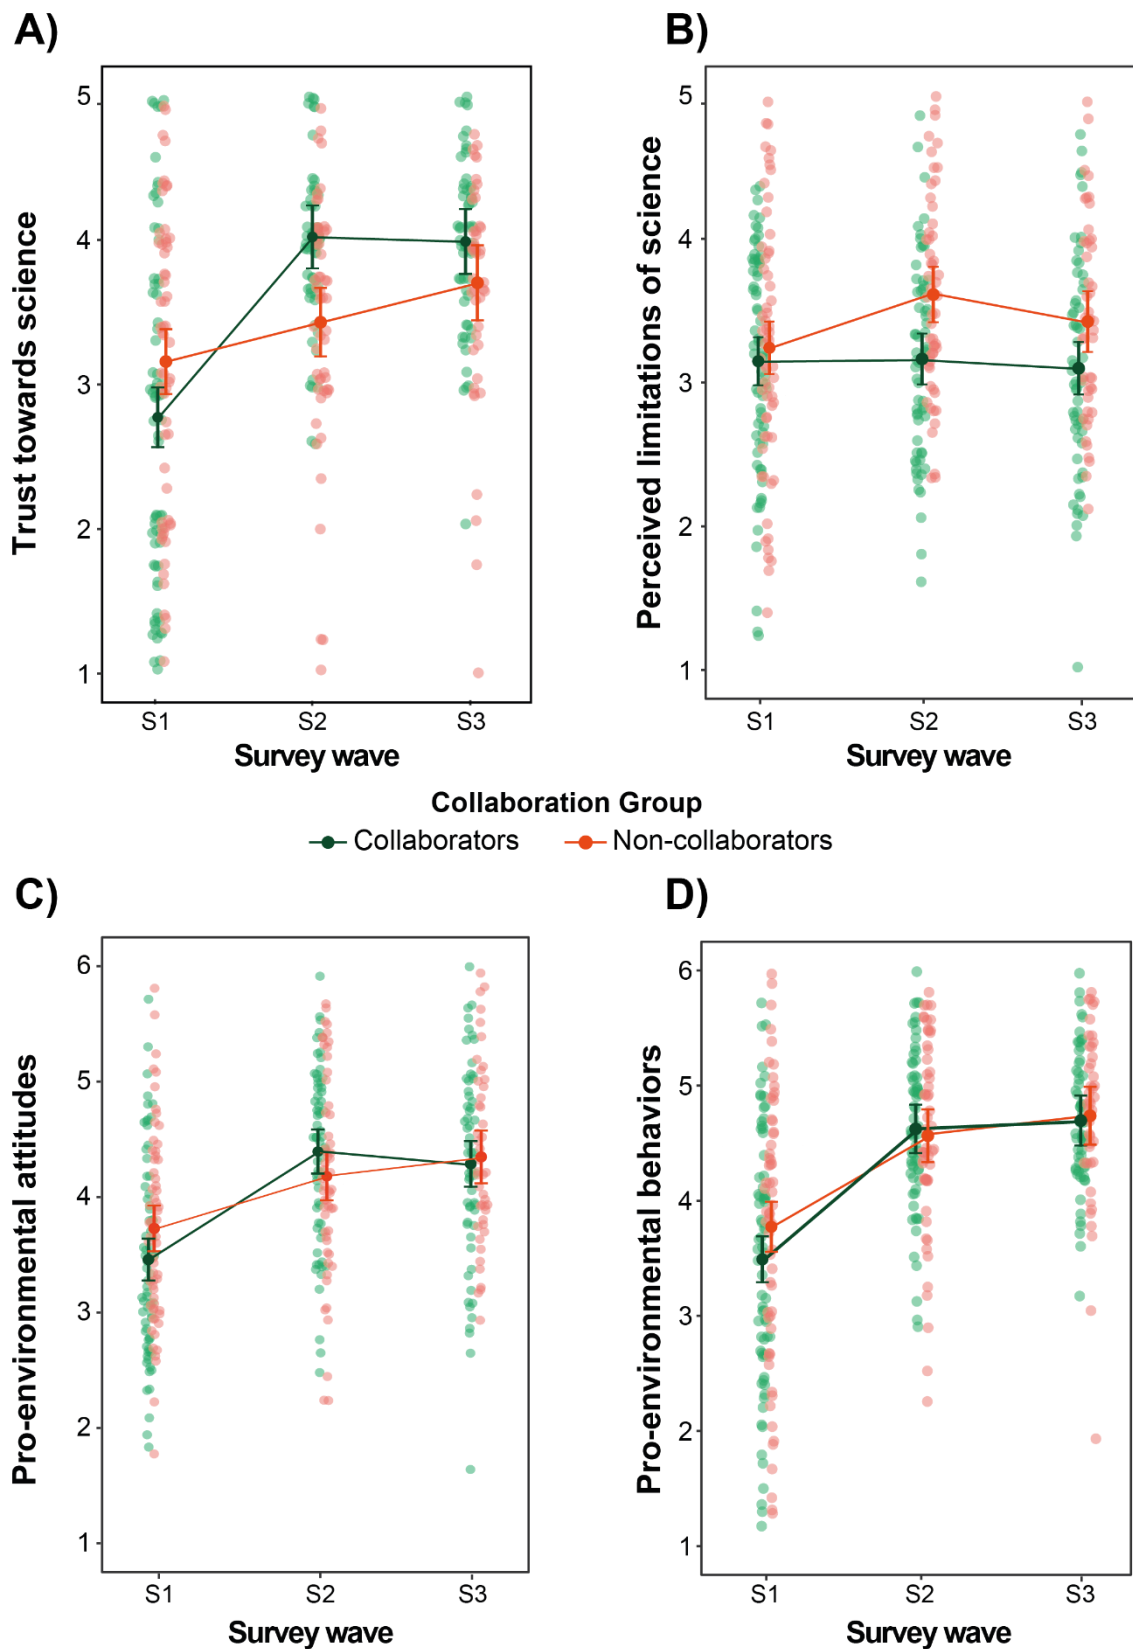 A)
B)
Trust towards science
5
4
3
2
1
S1 S2 S3
Survey wave
Perceived limitations of science
5
4
3
2
1
S1 S2 S3
Survey wave
Collaboration Group
Collaborators Non-collaborators
C)
D)
Pro-environmental attitudes
6
5
4
3
2
1
S1 S2 S3
Survey wave
Pro-environmental behaviors
6
5
4
3
2
1
S1 S2 S3
Survey wave